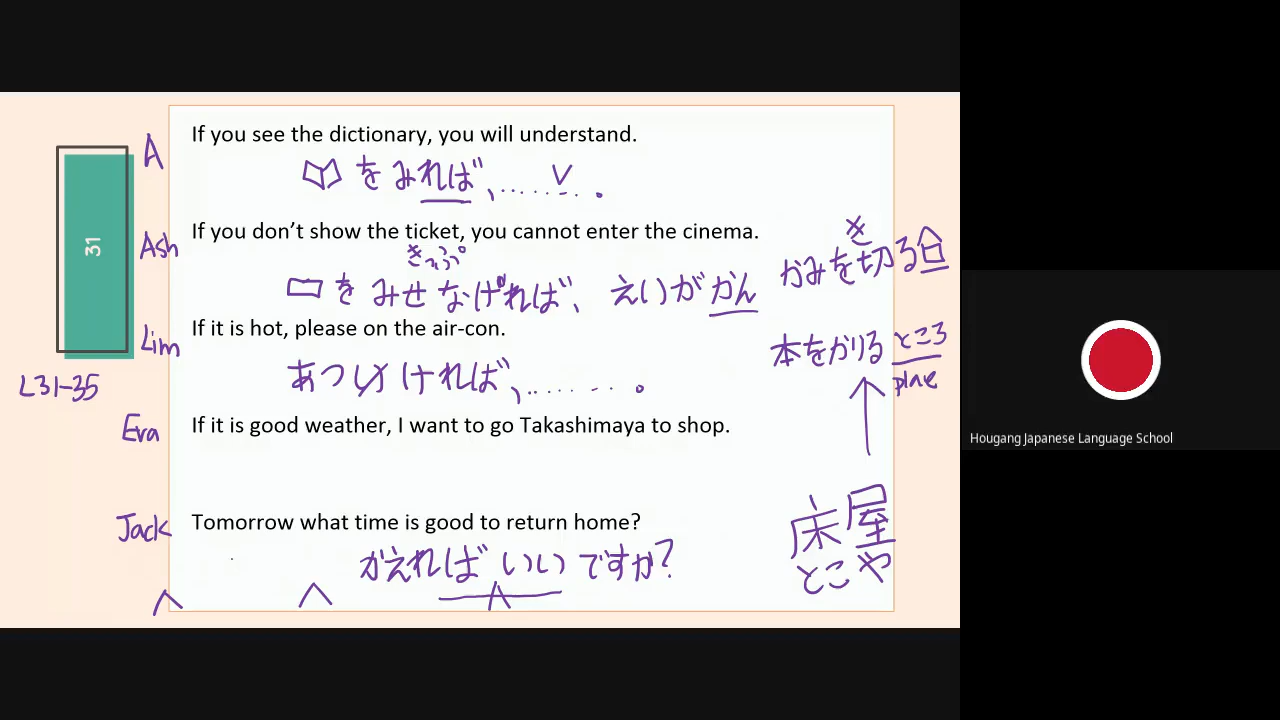 If you see the dictionary, you will understand.
A
をみれば、........ V 。
If you don't show the ticket, you cannot enter the cinema.
Ash
きっぷ
を みせ なければ、 えいが かん
き
かみを切る
If it is hot, please on the air-con.
Lim
あつい ければ、........ 。
本をかりる ところ
place
31
L31-35
If it is good weather, I want to go Takashimaya to shop.
Eva
Tomorrow what time is good to return home?
Jack
かえれば いい ですか?
床屋
とこや
Hougang Japanese Language School